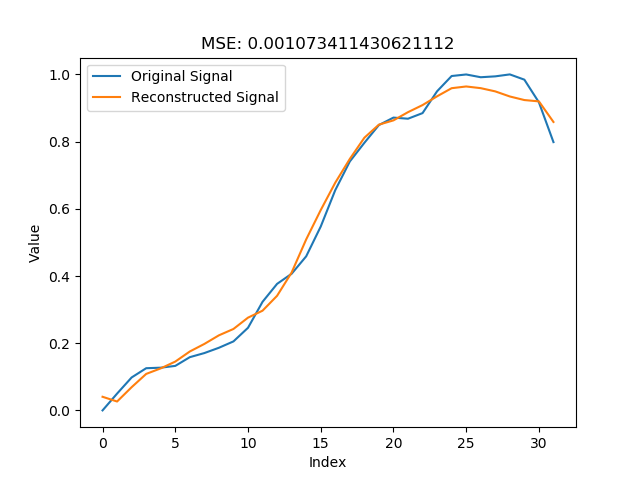 MSE: 0.001073411430621112
Original Signal
Reconstructed Signal
1.0
0.8
0.6
0.4
0.2
0.0
Value
0 5 10 15 20 25 30
Index